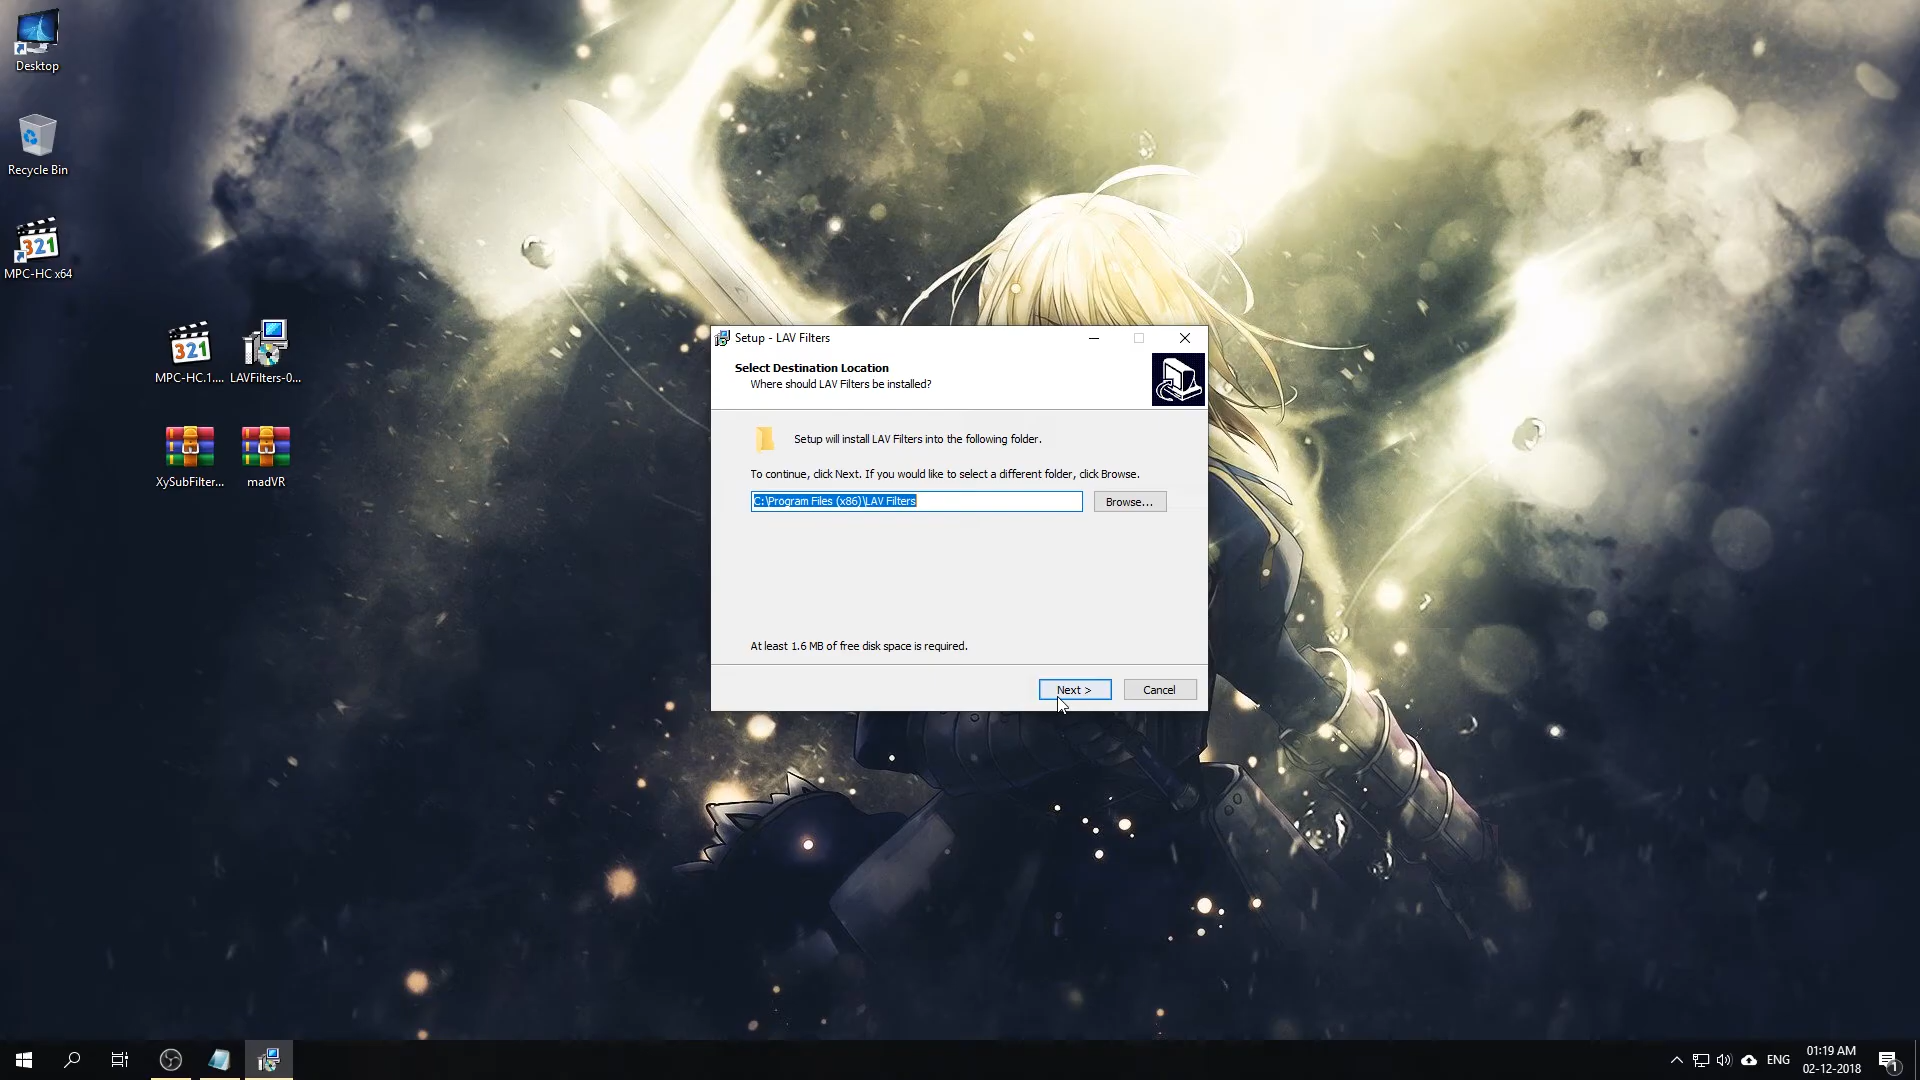 Desktop
Recycle Bin
MPC-HC x64
MPC-HC.1....
LAVFilters-0...
XySubFilter...
madVR
Setup - LAV Filters
Select Destination Location
Where should LAV Filters be installed?
Setup will install LAV Filters into the following folder.
To continue, click Next. If you would like to select a different folder, click Browse.
C:\Program Files (x86)\LAV Filters
Browse...
At least 1.6 MB of free disk space is required.
Next >
Cancel
ENG
01:19 AM
02-12-2018
1
321
321